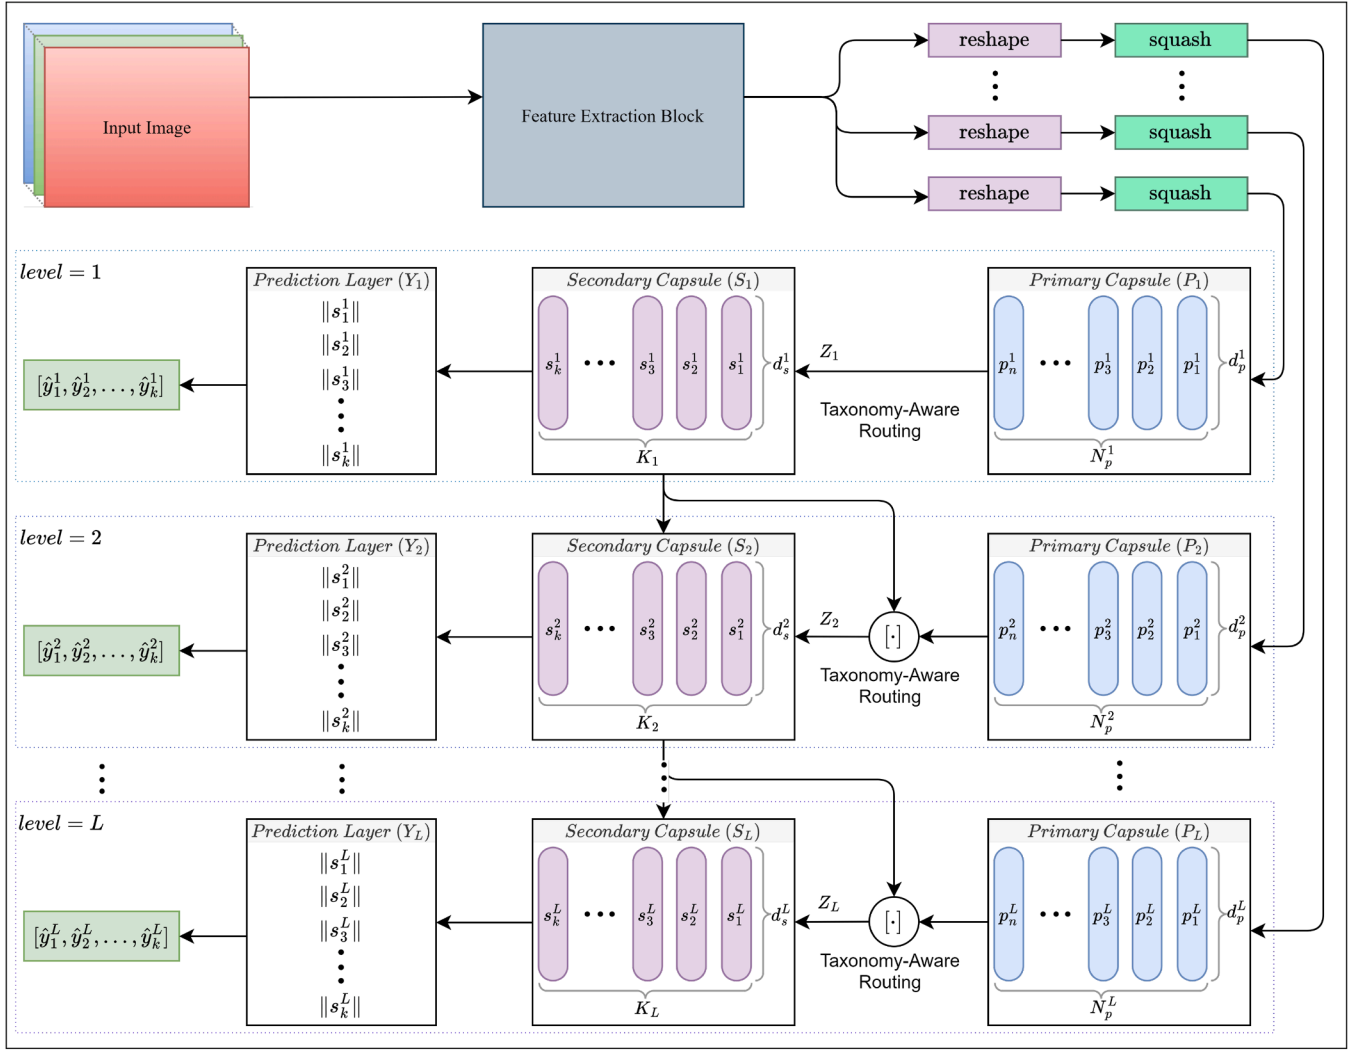 Input Image
Feature Extraction Block
reshape
squash
reshape
squash
reshape
squash
level = 1
Prediction Layer (Y₁)
‖s₁¹‖
‖s₂¹‖
‖s₃¹‖
‖sₖ¹‖
[ŷ₁¹, ŷ₂¹, . . . , ŷₖ¹]
Secondary Capsule (S₁)
sₖ¹ ··· s₃¹ s₂¹ s₁¹
dₛ¹
K₁
Z₁
Taxonomy-Aware
Routing
Primary Capsule (P₁)
pₙ¹ ··· p₃¹ p₂¹ p₁¹
dₚ¹
Nₚ¹
level = 2
Prediction Layer (Y₂)
‖s₁²‖
‖s₂²‖
‖s₃²‖
‖sₖ²‖
[ŷ₁², ŷ₂², . . . , ŷₖ²]
Secondary Capsule (S₂)
sₖ² ··· s₃² s₂² s₁²
dₛ²
K₂
Z₂
[·]
Taxonomy-Aware
Routing
Primary Capsule (P₂)
pₙ² ··· p₃² p₂² p₁²
dₚ²
Nₚ²
level = L
Prediction Layer (Y_L)
‖s₁ᴸ‖
‖s₂ᴸ‖
‖s₃ᴸ‖
‖sₖᴸ‖
[ŷ₁ᴸ, ŷ₂ᴸ, . . . , ŷₖᴸ]
Secondary Capsule (S_L)
sₖᴸ ··· s₃ᴸ s₂ᴸ s₁ᴸ
dₛᴸ
K_L
Z_L
[·]
Taxonomy-Aware
Routing
Primary Capsule (P_L)
pₙᴸ ··· p₃ᴸ p₂ᴸ p₁ᴸ
dₚᴸ
Nₚᴸ